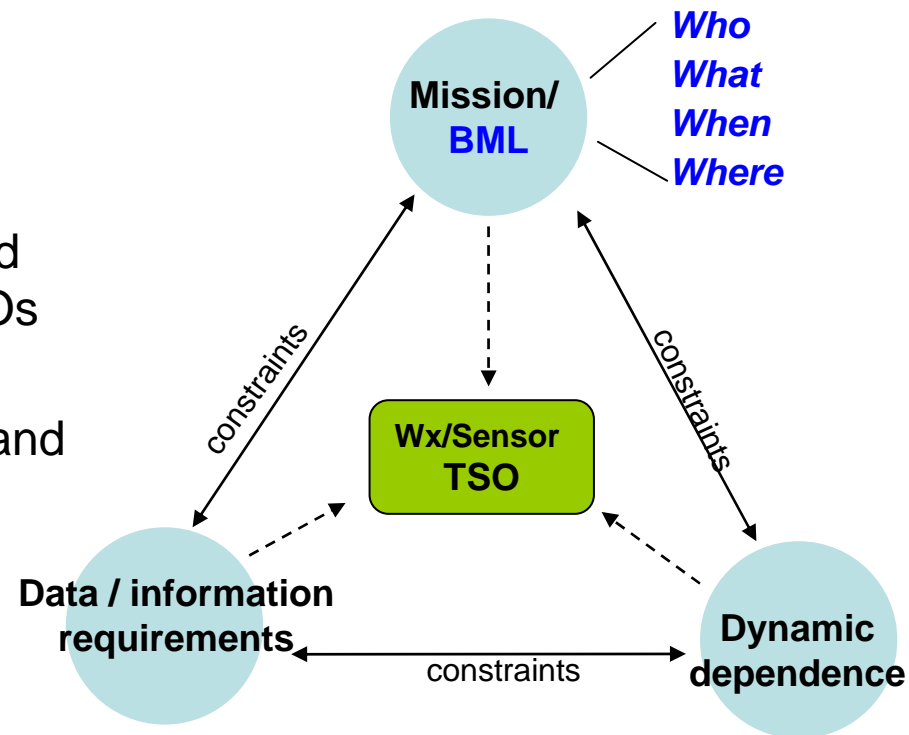 Who
What
When
Where
Mission/
BML
d
Ds
and
constraints
constraints
Wx/Sensor
TSO
Data / information
requirements
constraints
Dynamic
dependence